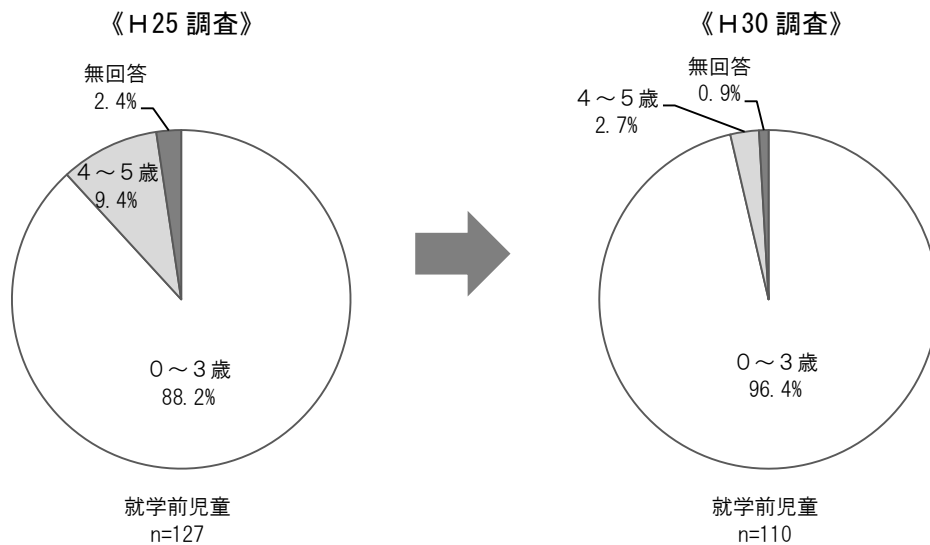 《Ｈ25 調査》
無回答
2.4%
４～５歳
9.4%
０～３歳
88.2%
就学前児童
n=127
《Ｈ30 調査》
無回答
0.9%
４～５歳
2.7%
０～３歳
96.4%
就学前児童
n=110